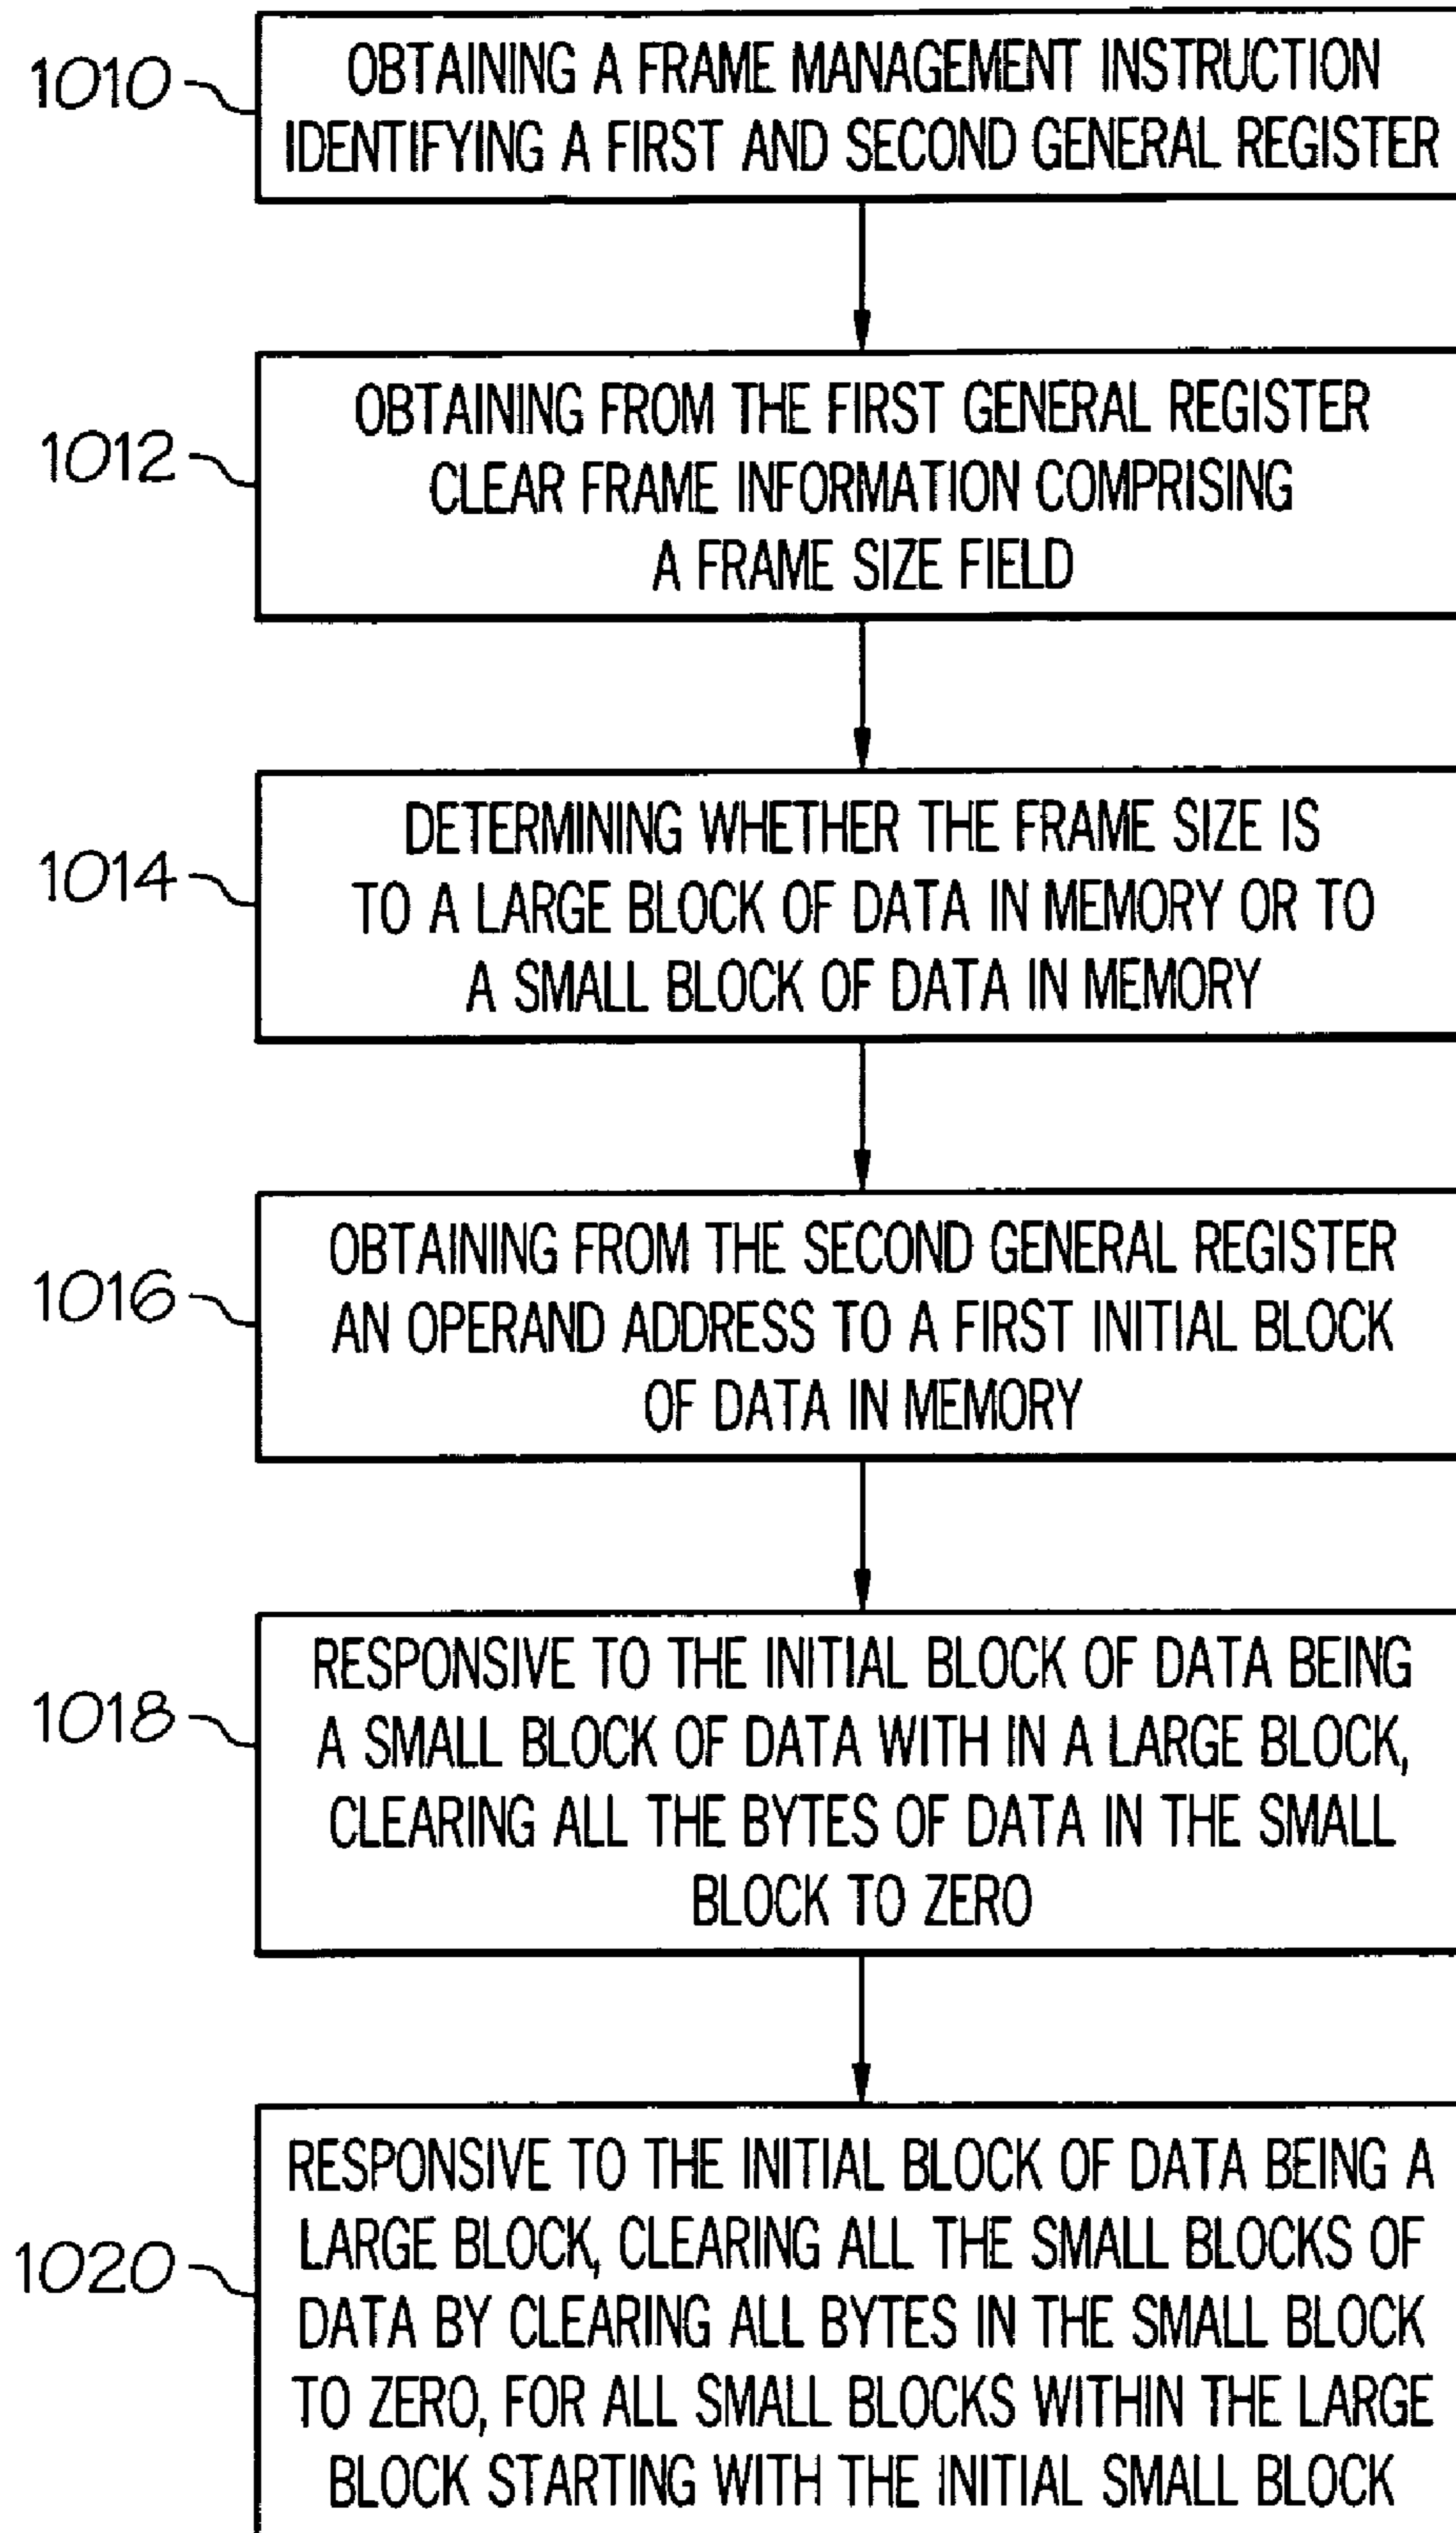 1010
OBTAINING A FRAME MANAGEMENT INSTRUCTION
IDENTIFYING A FIRST AND SECOND GENERAL REGISTER
1012
OBTAINING FROM THE FIRST GENERAL REGISTER
CLEAR FRAME INFORMATION COMPRISING
A FRAME SIZE FIELD
1014
DETERMINING WHETHER THE FRAME SIZE IS
TO A LARGE BLOCK OF DATA IN MEMORY OR TO
A SMALL BLOCK OF DATA IN MEMORY
1016
OBTAINING FROM THE SECOND GENERAL REGISTER
AN OPERAND ADDRESS TO A FIRST INITIAL BLOCK
OF DATA IN MEMORY
1018
RESPONSIVE TO THE INITIAL BLOCK OF DATA BEING
A SMALL BLOCK OF DATA WITH IN A LARGE BLOCK,
CLEARING ALL THE BYTES OF DATA IN THE SMALL
BLOCK TO ZERO
1020
RESPONSIVE TO THE INITIAL BLOCK OF DATA BEING A
LARGE BLOCK, CLEARING ALL THE SMALL BLOCKS OF
DATA BY CLEARING ALL BYTES IN THE SMALL BLOCK
TO ZERO, FOR ALL SMALL BLOCKS WITHIN THE LARGE
BLOCK STARTING WITH THE INITIAL SMALL BLOCK